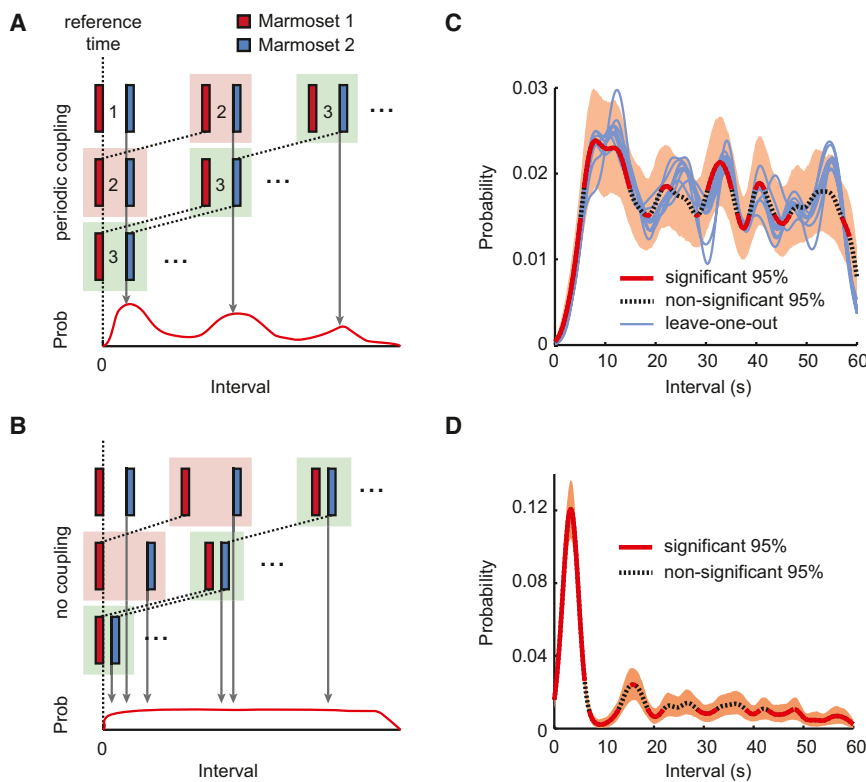 A
reference
time
Marmoset 1
Marmoset 2
periodic coupling
1
2
3
...
2
3
...
3
...
Prob
0
Interval
B
no coupling
...
...
...
Prob
0
Interval
C
Probability
0.03
0.02
0.01
0
significant 95%
non-significant 95%
leave-one-out
0 10 20 30 40 50 60
Interval (s)
D
Probability
0.12
0.08
0.04
0
significant 95%
non-significant 95%
0 10 20 30 40 50 60
Interval (s)